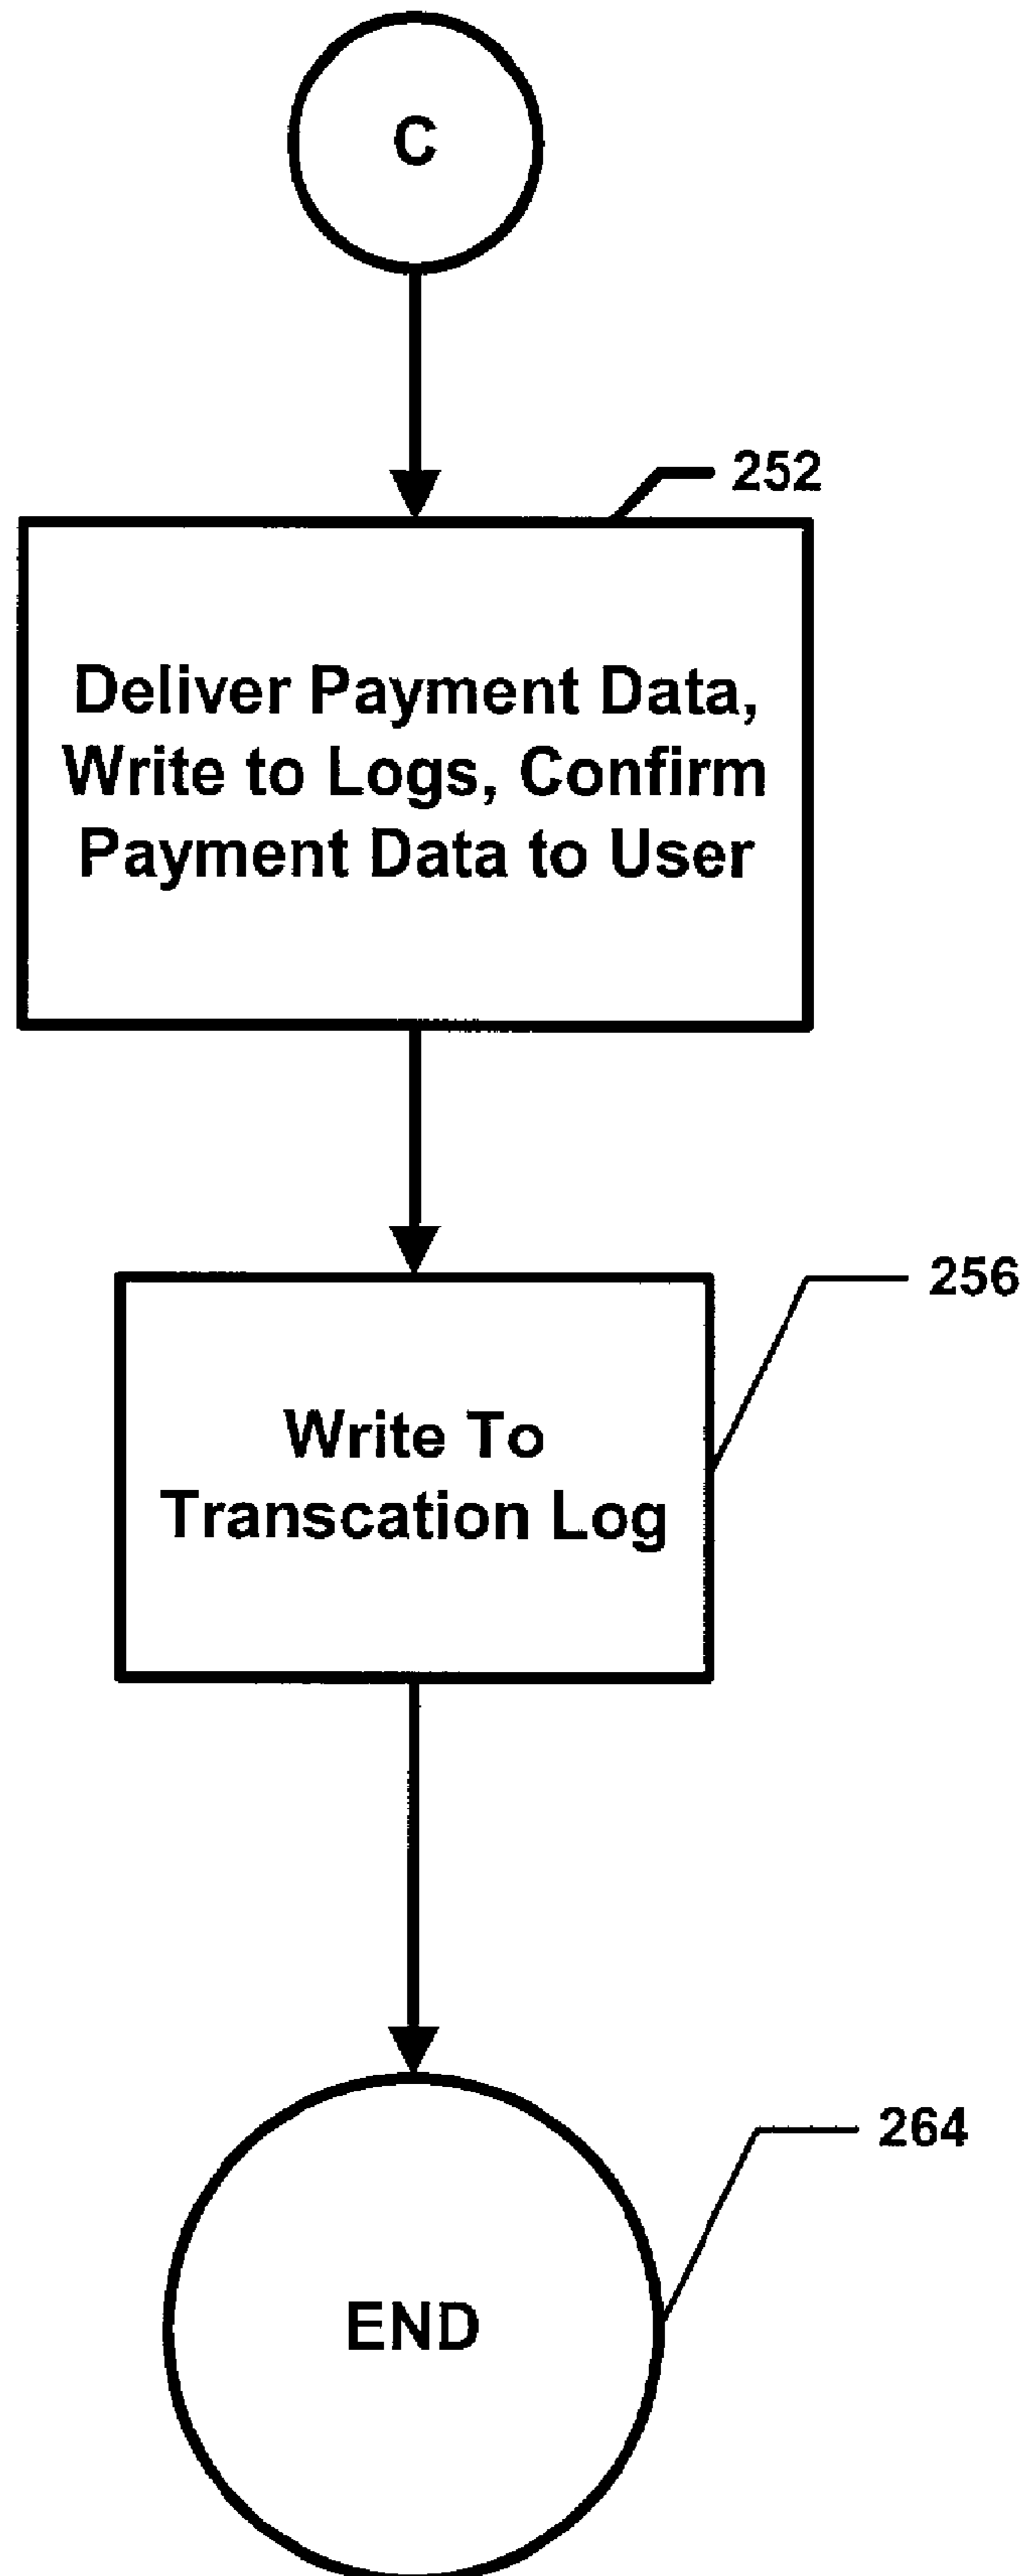 C
252
Deliver Payment Data,
Write to Logs, Confirm
Payment Data to User
256
Write To
Transcation Log
264
END